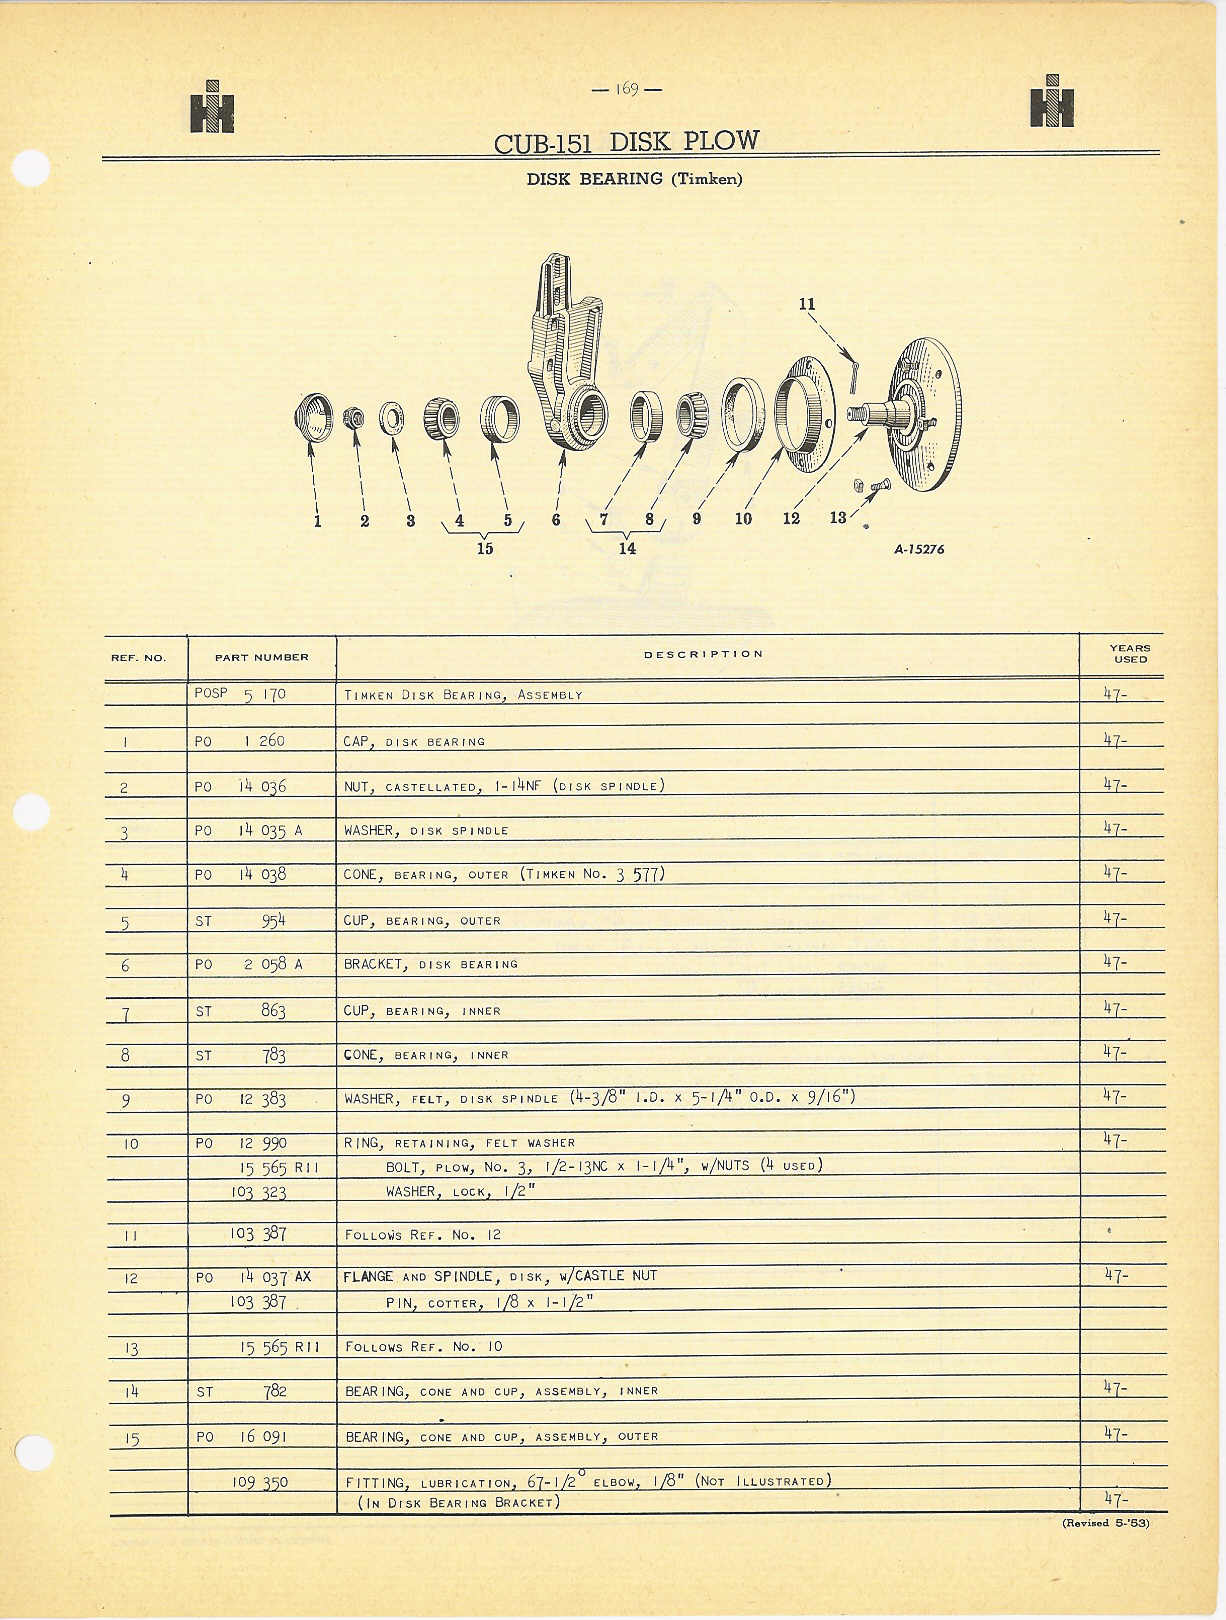 — 169 —
CUB-151 DISK PLOW
DISK BEARING (Timken)
11
1 2 3 4 5 6 7 8 9 10 12 13
15 14
A-15276
REF. NO. PART NUMBER DESCRIPTION YEARS USED
POSP 5 170 TIMKEN DISK BEARING, ASSEMBLY 47-
1 PO 1 260 CAP, DISK BEARING 47-
2 PO 14 036 NUT, CASTELLATED, 1-14NF (DISK SPINDLE) 47-
3 PO 14 035 A WASHER, DISK SPINDLE 47-
4 PO 14 038 CONE, BEARING, OUTER (TIMKEN NO. 3 577) 47-
5 ST 954 CUP, BEARING, OUTER 47-
6 PO 2 058 A BRACKET, DISK BEARING 47-
7 ST 863 CUP, BEARING, INNER 47-
8 ST 783 CONE, BEARING, INNER 47-
9 PO 12 383 WASHER, FELT, DISK SPINDLE (4-3/8" I.D. X 5-1/4" O.D. X 9/16") 47-
10 PO 12 990 RING, RETAINING, FELT WASHER 47-
15 565 R11 BOLT, PLOW, NO. 3, 1/2-13NC X 1-1/4", W/NUTS (4 USED)
103 323 WASHER, LOCK, 1/2"
11 103 387 FOLLOWS REF. NO. 12
12 PO 14 037 AX FLANGE AND SPINDLE, DISK, W/CASTLE NUT 47-
103 387 PIN, COTTER, 1/8 X 1-1/2"
13 15 565 R11 FOLLOWS REF. NO. 10
14 ST 782 BEARING, CONE AND CUP, ASSEMBLY, INNER 47-
15 PO 16 091 BEARING, CONE AND CUP, ASSEMBLY, OUTER 47-
109 350 FITTING, LUBRICATION, 67-1/2° ELBOW, 1/8" (NOT ILLUSTRATED)
(IN DISK BEARING BRACKET) 47-
(Revised 5-'53)